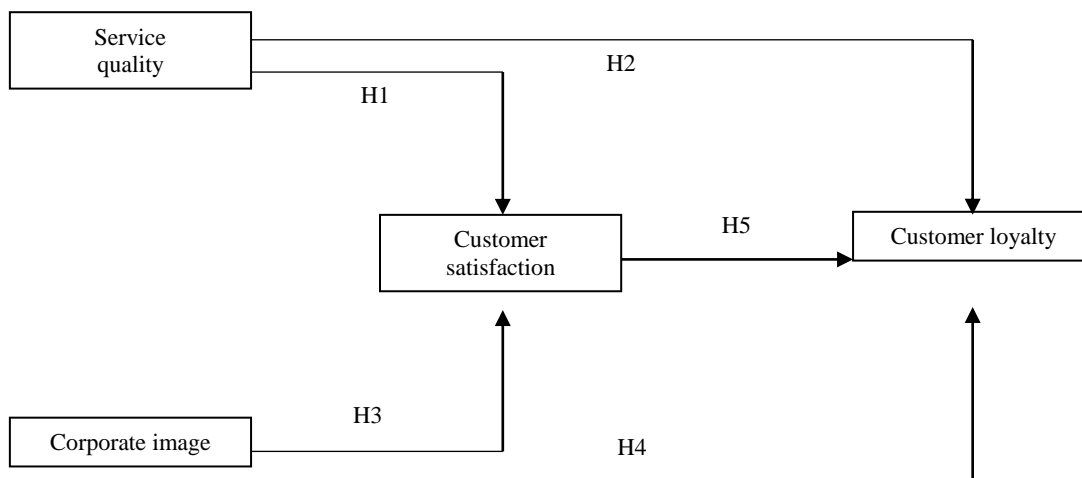 Service
quality
H2
H1
Customer
satisfaction
H5
Customer loyalty
H3
Corporate image
H4